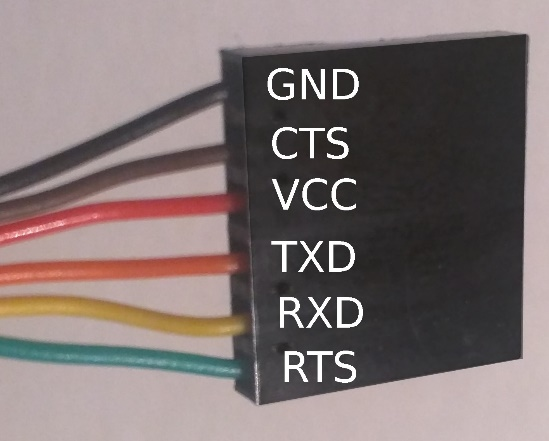 GND
CTS
VCC
TXD
RXD
RTS